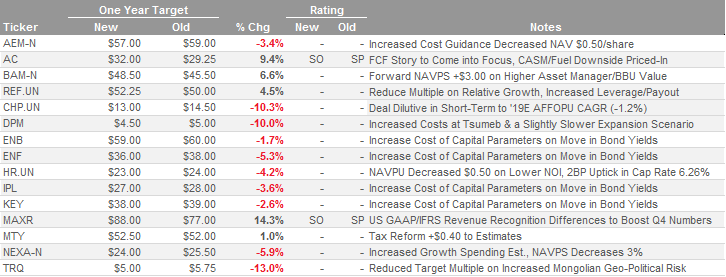 One Year Target Rating
Ticker New Old % Chg New Old Notes
AEM-N $57.00 $59.00 -3.4% - - Increased Cost Guidance Decreased NAV $0.50/share
AC $32.00 $29.25 9.4% SO SP FCF Story to Come into Focus, CASM/Fuel Downside Priced-In
BAM-N $48.50 $45.50 6.6% - - Forward NAVPS +$3.00 on Higher Asset Manager/BBU Value
REF.UN $52.25 $50.00 4.5% - - Reduce Multiple on Relative Growth, Increased Leverage/Payout
CHP.UN $13.00 $14.50 -10.3% - - Deal Dilutive in Short-Term to '19E AFFOPU CAGR (-1.2%)
DPM $4.50 $5.00 -10.0% - - Increased Costs at Tsumeb & a Slightly Slower Expansion Scenario
ENB $59.00 $60.00 -1.7% - - Increase Cost of Capital Parameters on Move in Bond Yields
ENF $36.00 $38.00 -5.3% - - Increase Cost of Capital Parameters on Move in Bond Yields
HR.UN $23.00 $24.00 -4.2% - - NAVPU Decreased $0.50 on Lower NOI, 2BP Uptick in Cap Rate 6.26%
IPL $27.00 $28.00 -3.6% - - Increase Cost of Capital Parameters on Move in Bond Yields
KEY $38.00 $39.00 -2.6% - - Increase Cost of Capital Parameters on Move in Bond Yields
MAXR $88.00 $77.00 14.3% SO SP US GAAP/IFRS Revenue Recognition Differences to Boost Q4 Numbers
MTY $52.50 $52.00 1.0% - - Tax Reform +$0.40 to Estimates
NEXA-N $24.00 $25.50 -5.9% - - Increased Growth Spending Est., NAVPS Decreases 3%
TRQ $5.00 $5.75 -13.0% - - Reduced Target Multiple on Increased Mongolian Geo-Political Risk